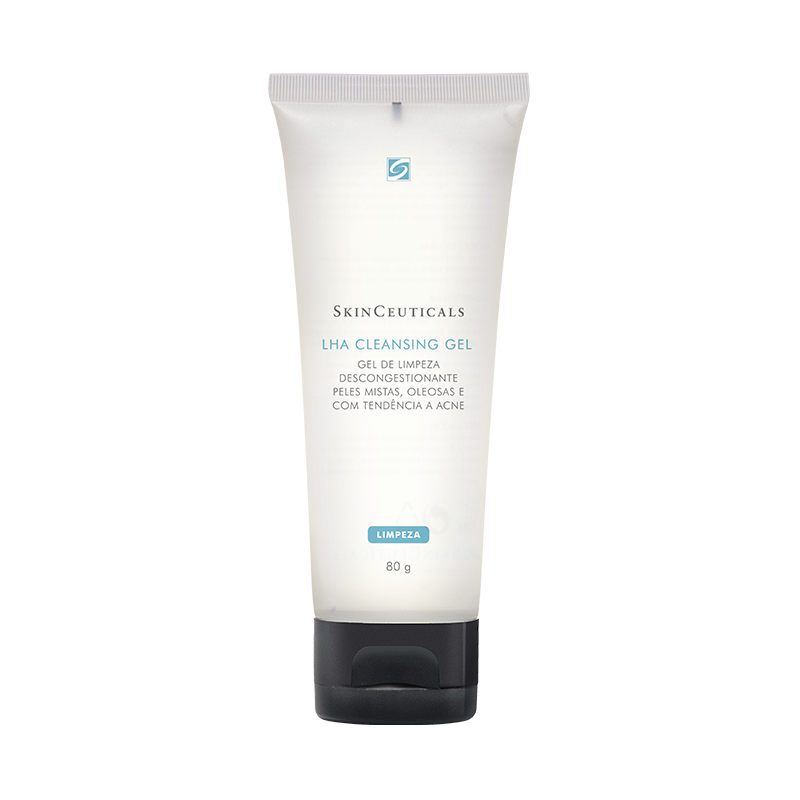 SKINCEUTICALS
LHA CLEANSING GEL
GEL DE LIMPEZA
DESCONGESTIONANTE
PELES MISTAS, OLEOSAS E
COM TENDÊNCIA A ACNE
LIMPEZA
80 g